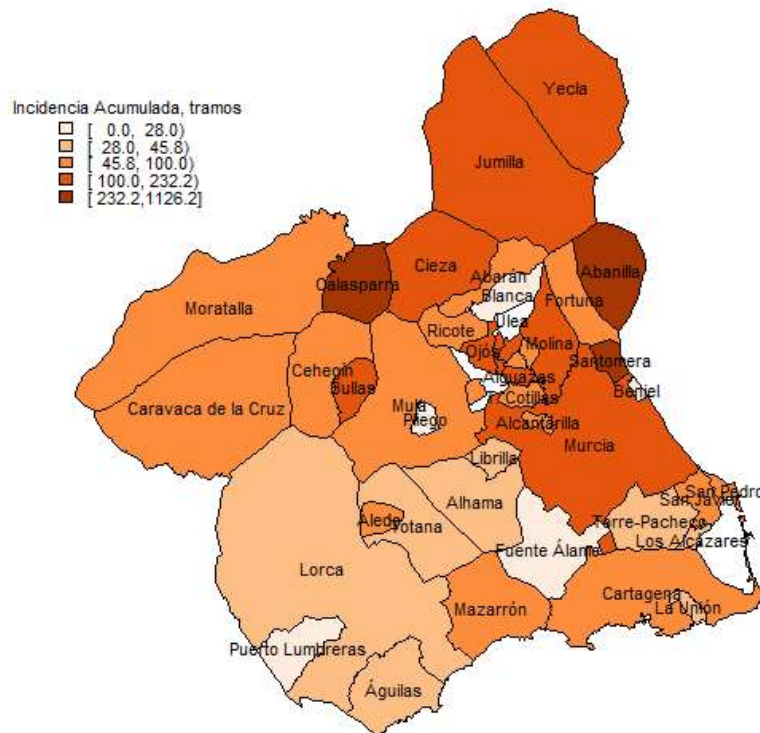 Incidencia Acumulada, tramos
[ 0.0, 28.0)
[ 28.0, 45.8)
[ 45.8, 100.0)
[ 100.0, 232.2)
[ 232.2,1126.2]
Yecla
Jumilla
Cieza
Calasparra
Abarán
Abanilla
Blanca
Fortuna
Moratalla
Ulea
Ricote
Molina
Ojós
Santomera
Cehegín
Alguazas
Bullas
Beniel
Cotillas
Caravaca de la Cruz
Mula
Pliego
Alcantarilla
Murcia
Librilla
San Pedro
San Javier
Alhama
Aledo
Totana
Torre-Pacheco
Los Alcázares
Fuente Álamo
Lorca
Cartagena
La Unión
Mazarrón
Puerto Lumbreras
Águilas